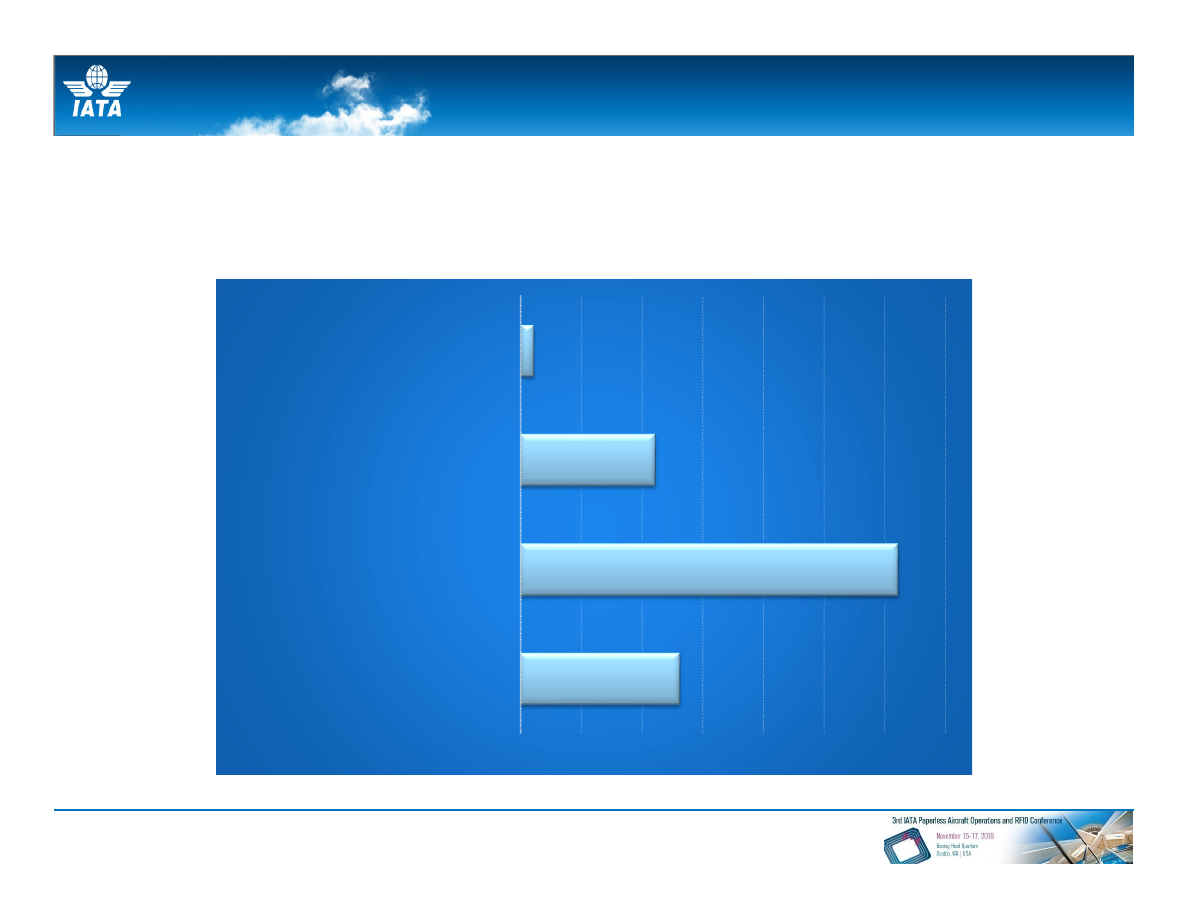 IATA
3rd IATA Paperless Aircraft Operations and RFID Conference
November 15-17, 2016
Boeing Head Quarters
Seattle, WA | USA